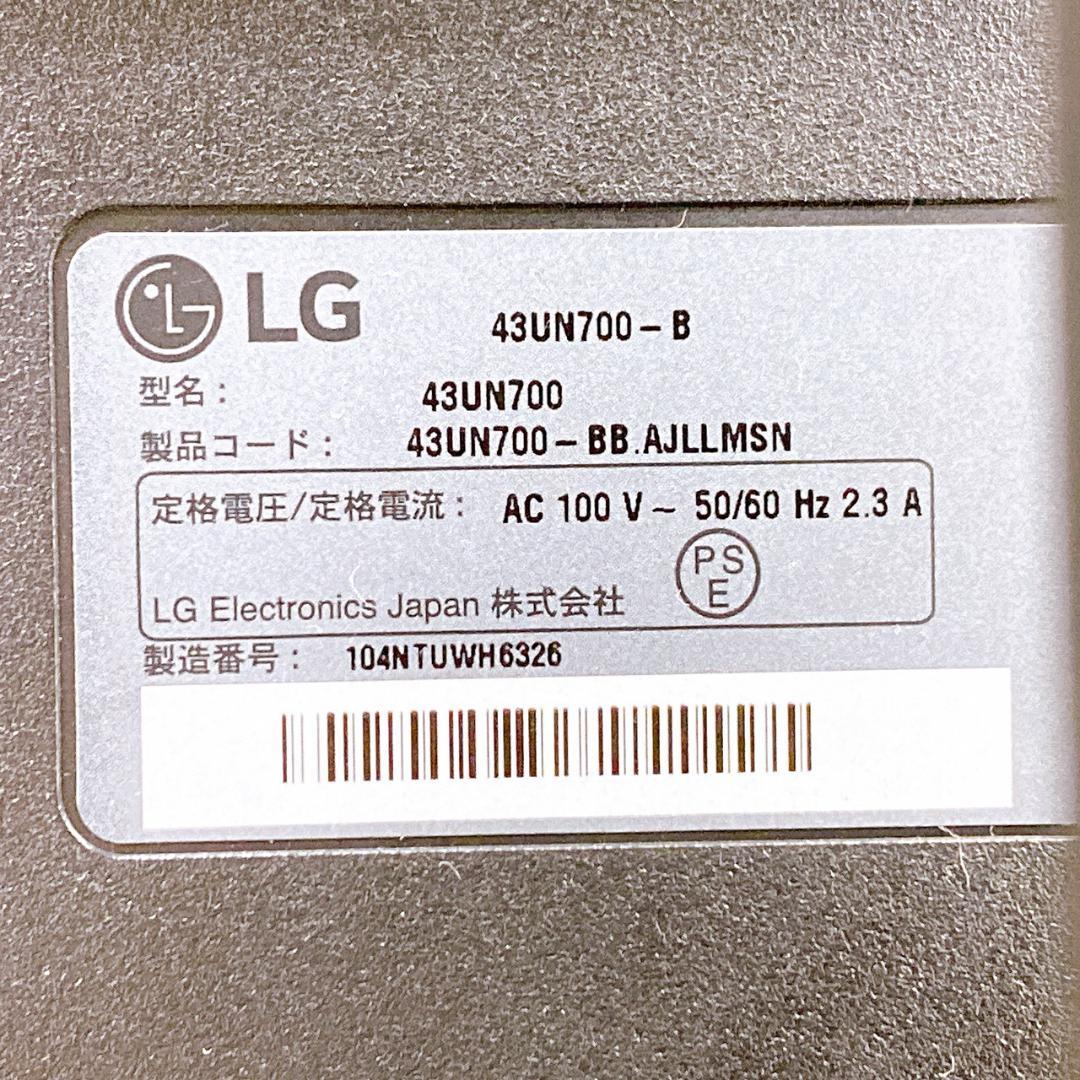 LG 43UN700-B
型名: 43UN700
製品コード: 43UN700-BB.AJLLMSN
定格電圧/定格電流: AC 100 V~ 50/60 Hz 2.3 A
PS
E
LG Electronics Japan 株式会社
製造番号: 104NTUWH6326